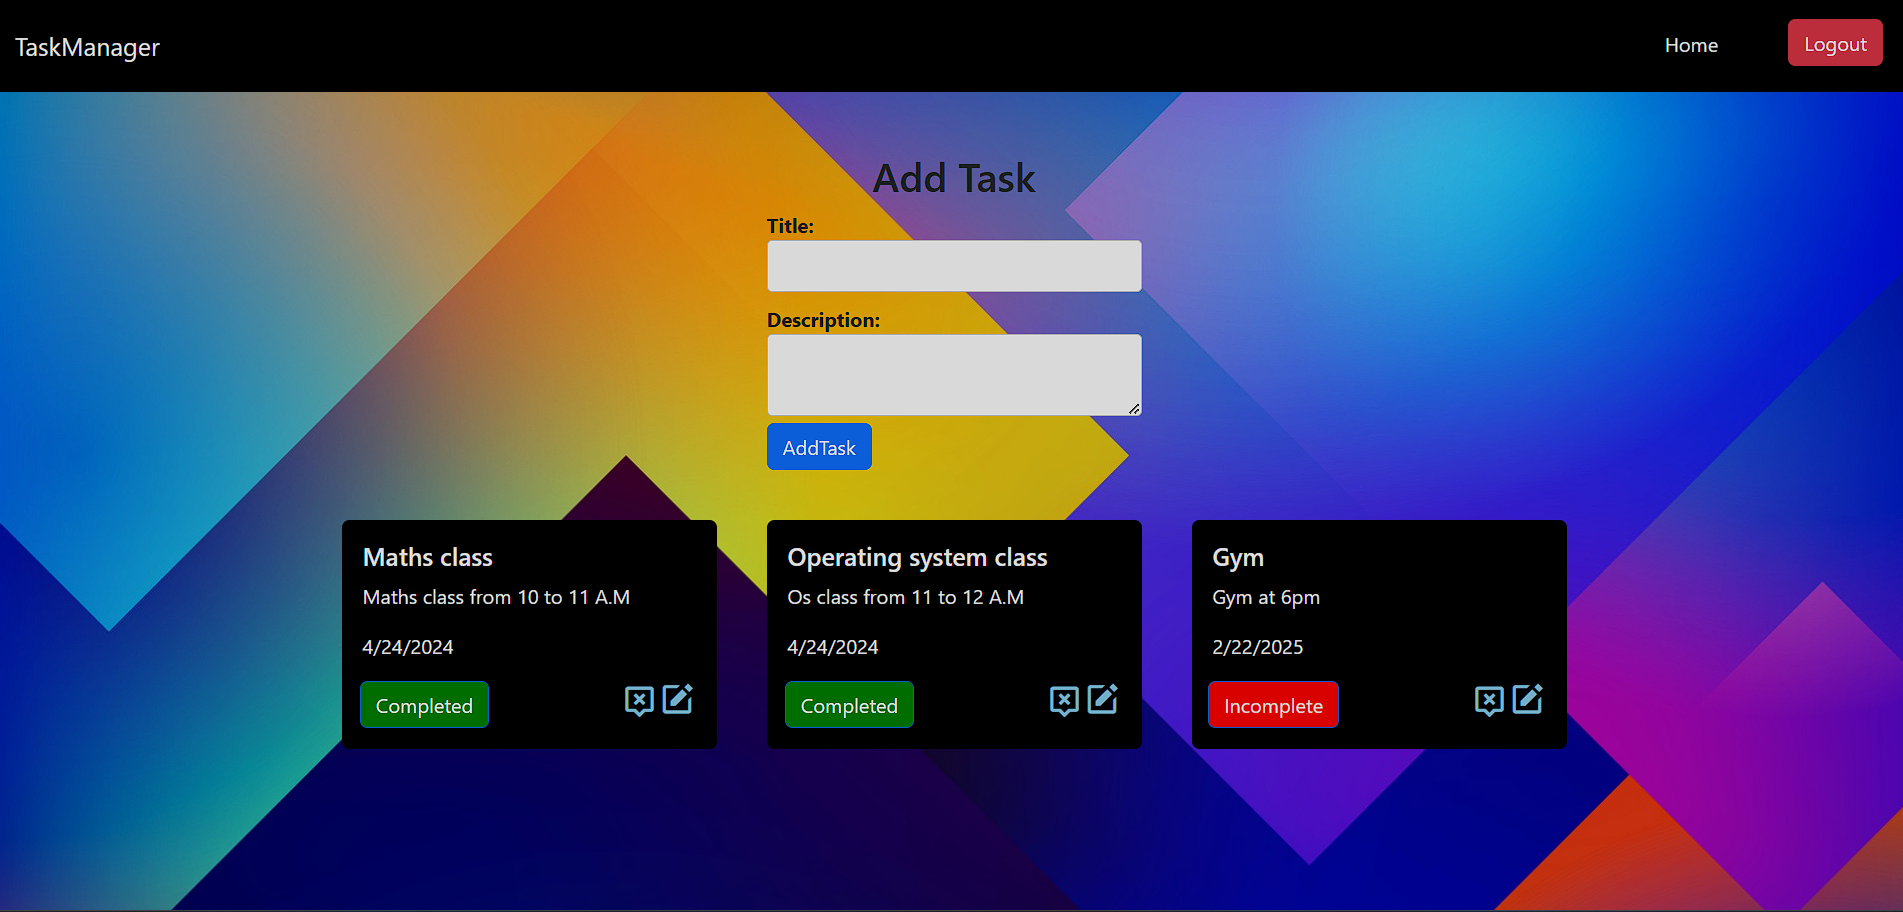 TaskManager
Home
Logout
Add Task
Title:
Description:
AddTask
Maths class
Maths class from 10 to 11 A.M
4/24/2024
Completed
Operating system class
Os class from 11 to 12 A.M
4/24/2024
Completed
Gym
Gym at 6pm
2/22/2025
Incomplete